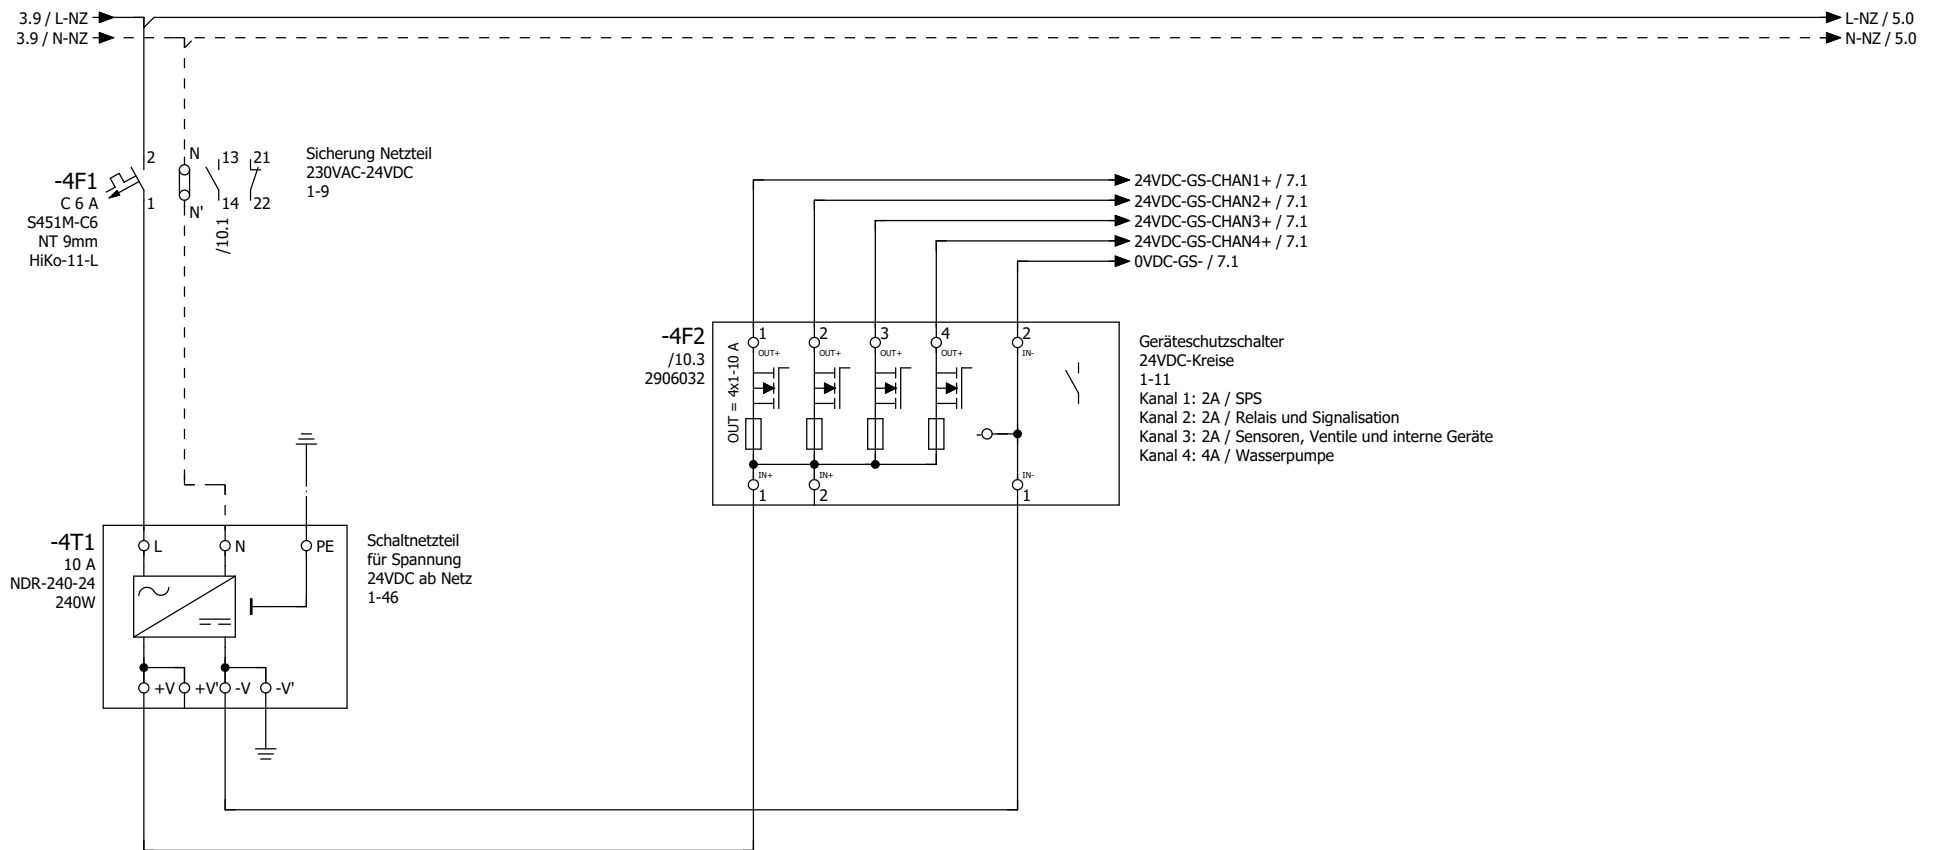 3.9 / L-NZ
L-NZ / 5.0
3.9 / N-NZ
N-NZ / 5.0
-4F1
C 6 A
S451M-C6
NT 9mm
HiKo-11-L
2
1
N
N'
13
14
/10.1
21
22
Sicherung Netzteil
230VAC-24VDC
1-9
24VDC-GS-CHAN1+ / 7.1
24VDC-GS-CHAN2+ / 7.1
24VDC-GS-CHAN3+ / 7.1
24VDC-GS-CHAN4+ / 7.1
0VDC-GS- / 7.1
-4F2
/10.3
2906032
OUT = 4x1-10 A
1
OUT+
2
OUT+
3
OUT+
4
OUT+
2
IN-
IN+
1
IN+
2
IN-
1
Geräteschutzschalter
24VDC-Kreise
1-11
Kanal 1: 2A / SPS
Kanal 2: 2A / Relais und Signalisation
Kanal 3: 2A / Sensoren, Ventile und interne Geräte
Kanal 4: 4A / Wasserpumpe
-4T1
10 A
NDR-240-24
240W
L
N
PE
+V
+V'
-V
-V'
Schaltnetzteil
für Spannung
24VDC ab Netz
1-46